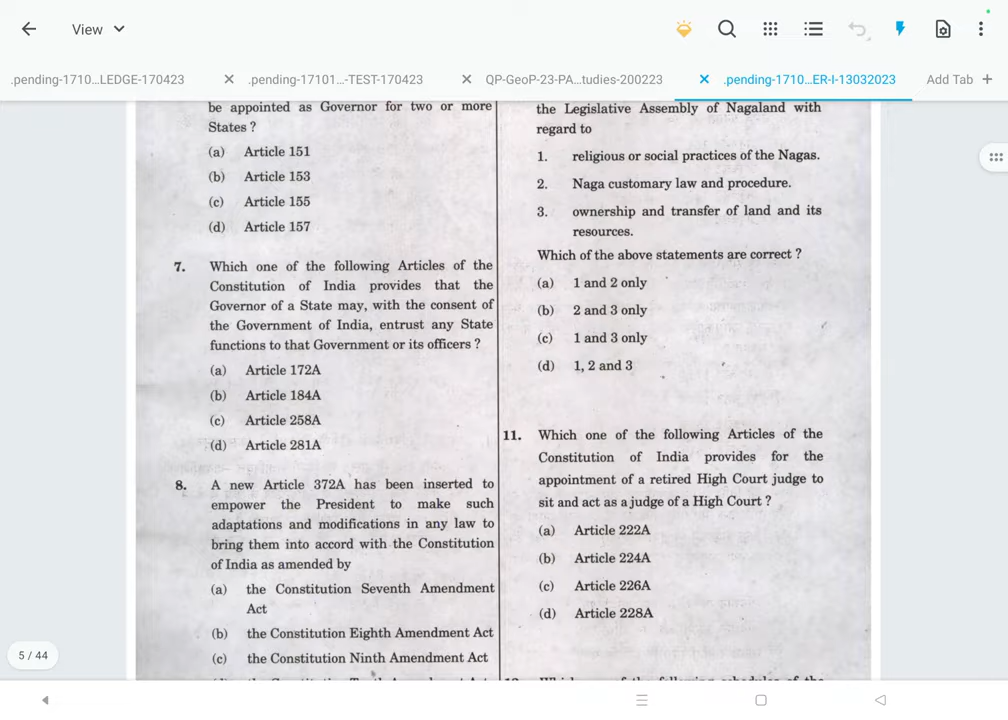 View
.pending-1710...LEDGE-170423
.pending-17101...-TEST-170423
QP-GeoP-23-PA...tudies-200223
.pending-1710...ER-I-13032023
Add Tab +
be appointed as Governor for two or more
States ?
(a) Article 151
(b) Article 153
(c) Article 155
(d) Article 157
7. Which one of the following Articles of the
Constitution of India provides that the
Governor of a State may, with the consent of
the Government of India, entrust any State
functions to that Government or its officers ?
(a) Article 172A
(b) Article 184A
(c) Article 258A
(d) Article 281A
8. A new Article 372A has been inserted to
empower the President to make such
adaptations and modifications in any law to
bring them into accord with the Constitution
of India as amended by
(a) the Constitution Seventh Amendment
Act
(b) the Constitution Eighth Amendment Act
(c) the Constitution Ninth Amendment Act
the Legislative Assembly of Nagaland with
regard to
1. religious or social practices of the Nagas.
2. Naga customary law and procedure.
3. ownership and transfer of land and its
resources.
Which of the above statements are correct ?
(a) 1 and 2 only
(b) 2 and 3 only
(c) 1 and 3 only
(d) 1, 2 and 3
11. Which one of the following Articles of the
Constitution of India provides for the
appointment of a retired High Court judge to
sit and act as a judge of a High Court ?
(a) Article 222A
(b) Article 224A
(c) Article 226A
(d) Article 228A
5 / 44